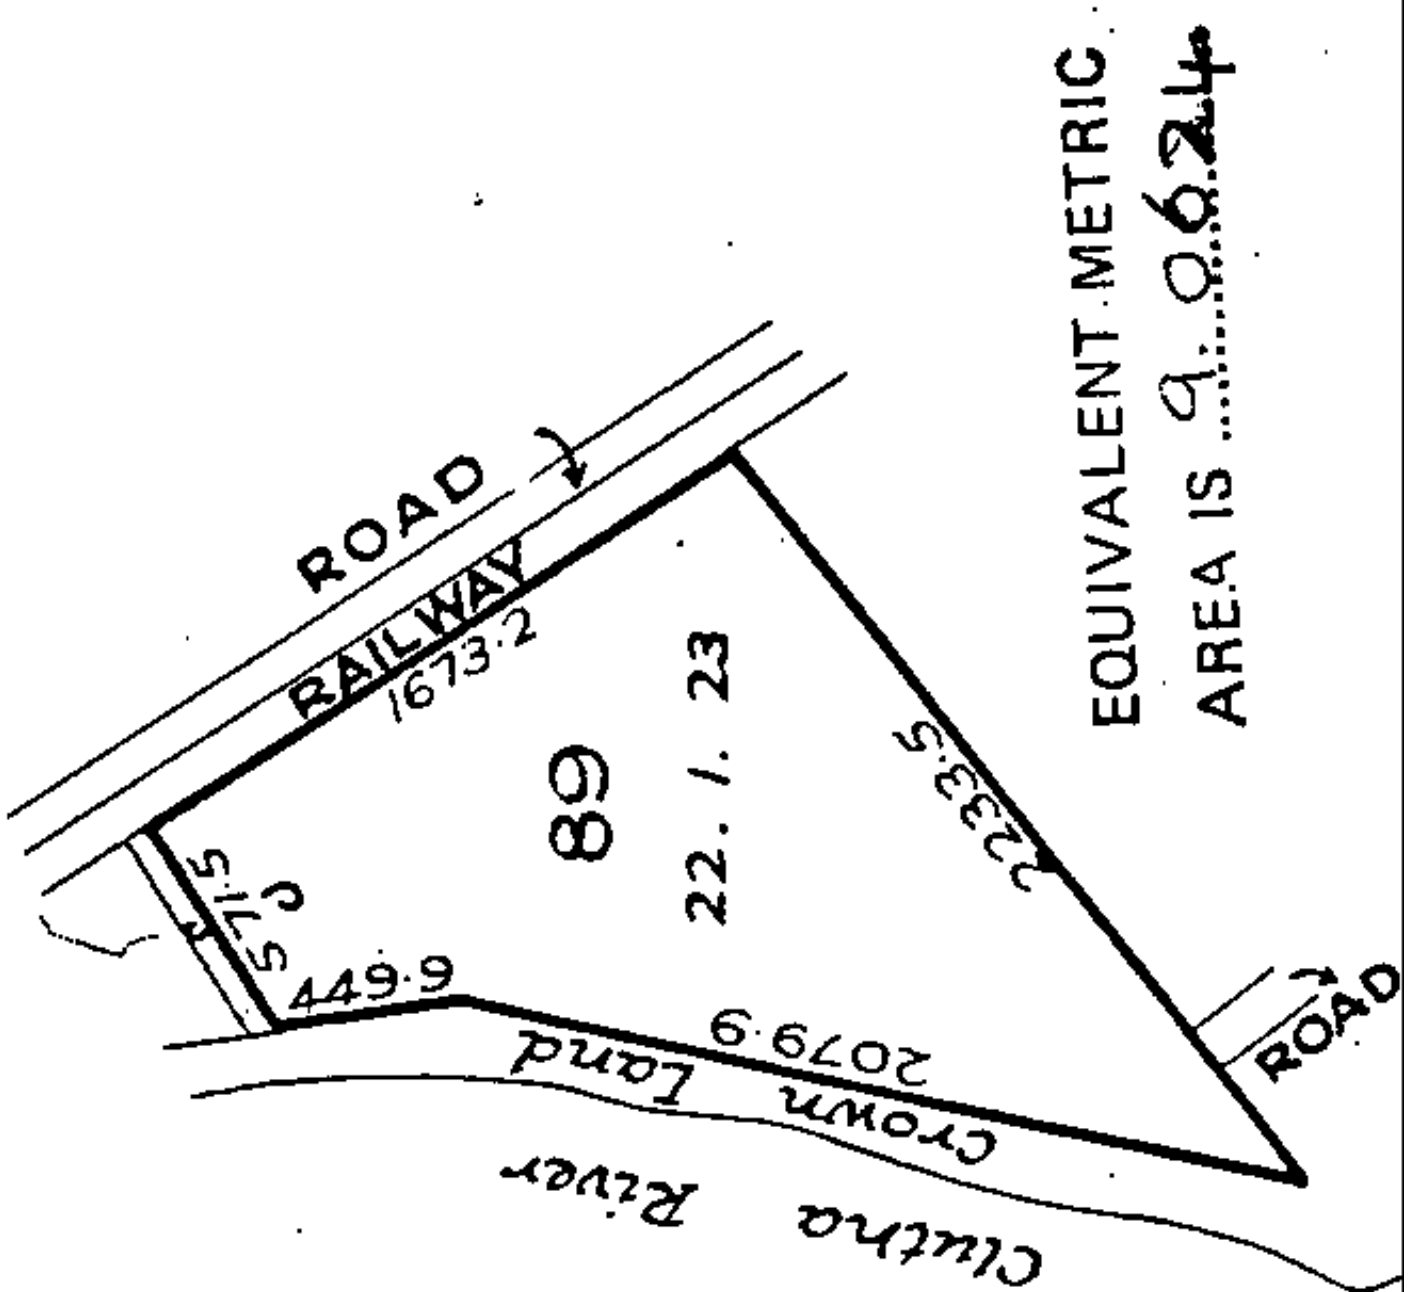 EQUIVALENT METRIC
AREA IS 9.0624
ROAD
RAILWAY
1673.2
89
22. 1. 23
571.5
449.9
2233.5
2079.9
ROAD
Crown Land
Clutha River